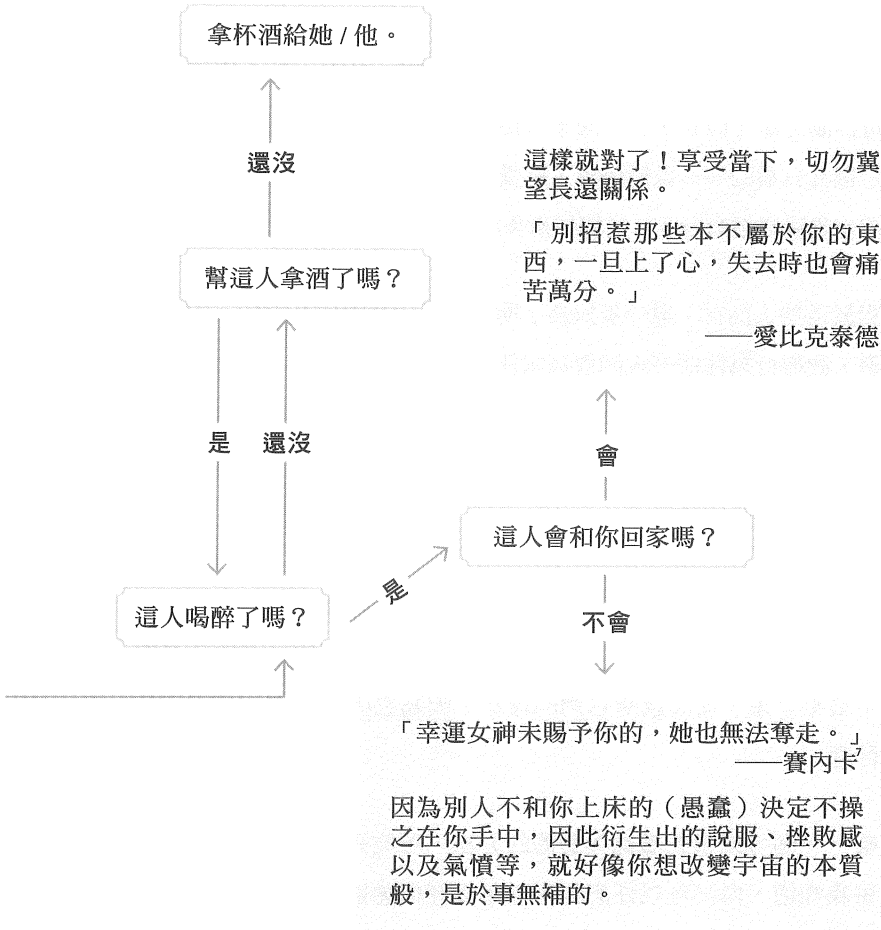 拿杯酒給她 / 他。
還沒
這樣就對了！享受當下，切勿冀
望長遠關係。
「別招惹那些本不屬於你的東
西，一旦上了心，失去時也會痛
苦萬分。」
——愛比克泰德
幫這人拿酒了嗎？
是
還沒
會
這人會和你回家嗎？
是
這人喝醉了嗎？
不會
「幸運女神未賜予你的，她也無法奪走。」
——賽內卡7
因為別人不和你上床的（愚蠢）決定不操
之在你手中，因此衍生出的說服、挫敗感
以及氣憤等，就好像你想改變宇宙的本質
般，是於事無補的。